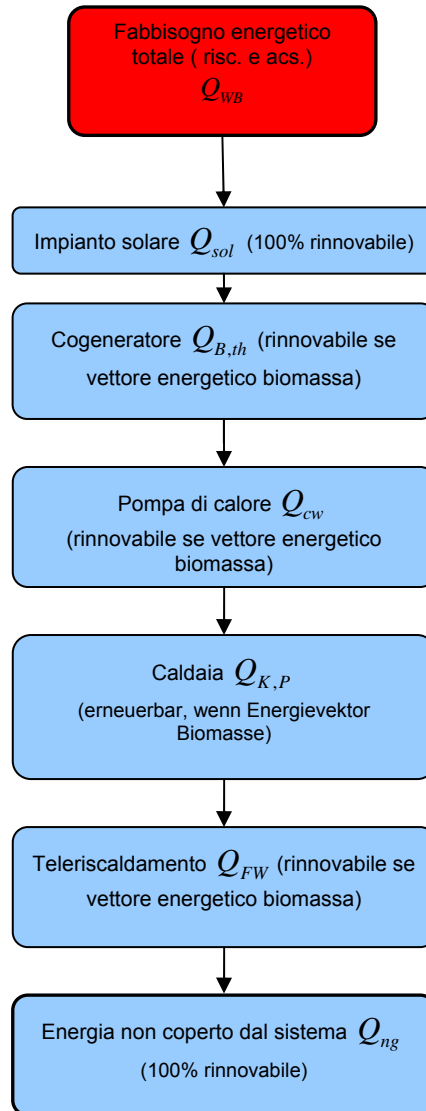 Fabbisogno energetico
totale ( risc. e acs.)
Q_WB
Impianto solare Q_sol (100% rinnovabile)
Cogeneratore Q_B,th (rinnovabile se
vettore energetico biomassa)
Pompa di calore Q_cw
(rinnovabile se vettore energetico
biomassa)
Caldaia Q_K,P
(erneuerbar, wenn Energievektor
Biomasse)
Teleriscaldamento Q_FW (rinnovabile se
vettore energetico biomassa)
Energia non coperto dal sistema Q_ng
(100% rinnovabile)